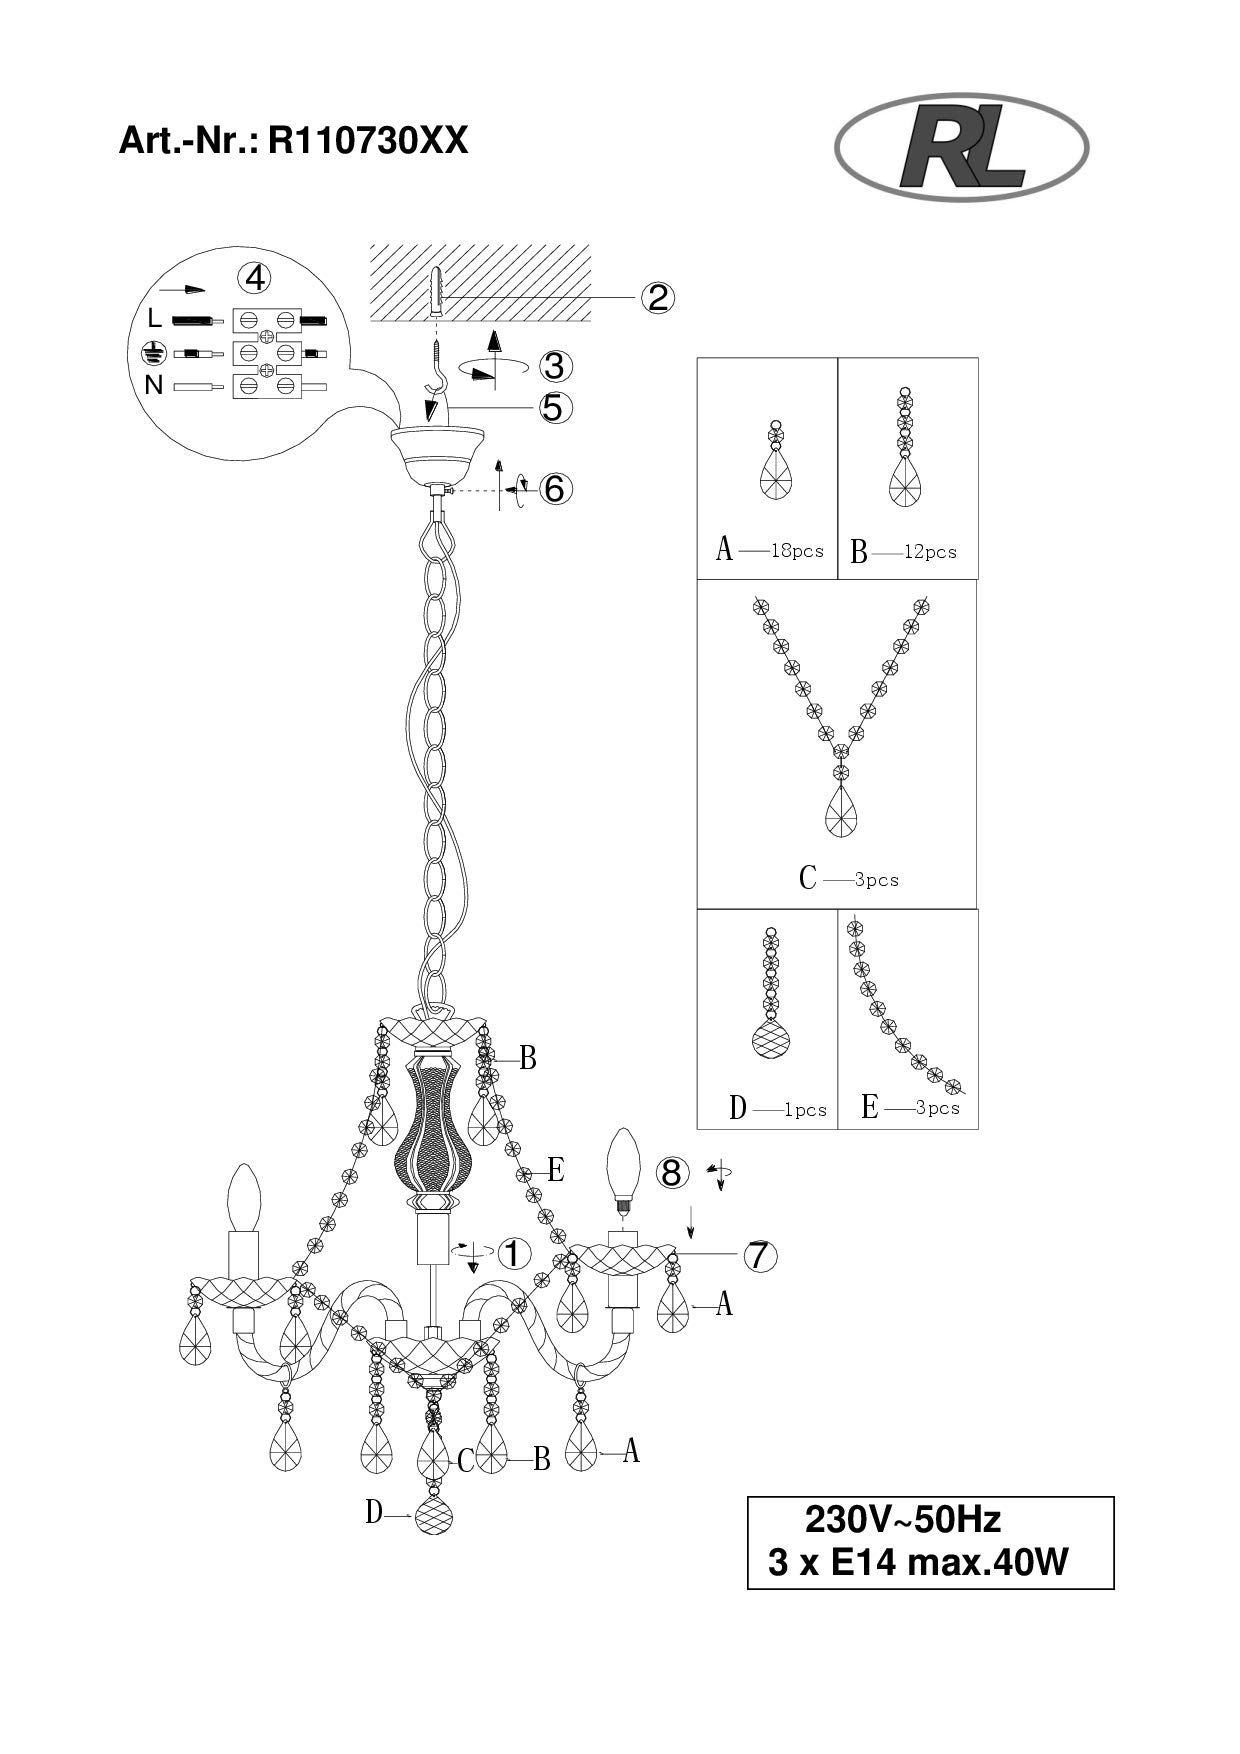 Art.-Nr.: R110730XX
RL
4
L
N
2
3
5
6
A —18pcs
B —12pcs
C —3pcs
D —1pcs
E —3pcs
B
E
8
1
7
A
C
B
A
D
230V~50Hz
3 x E14 max.40W